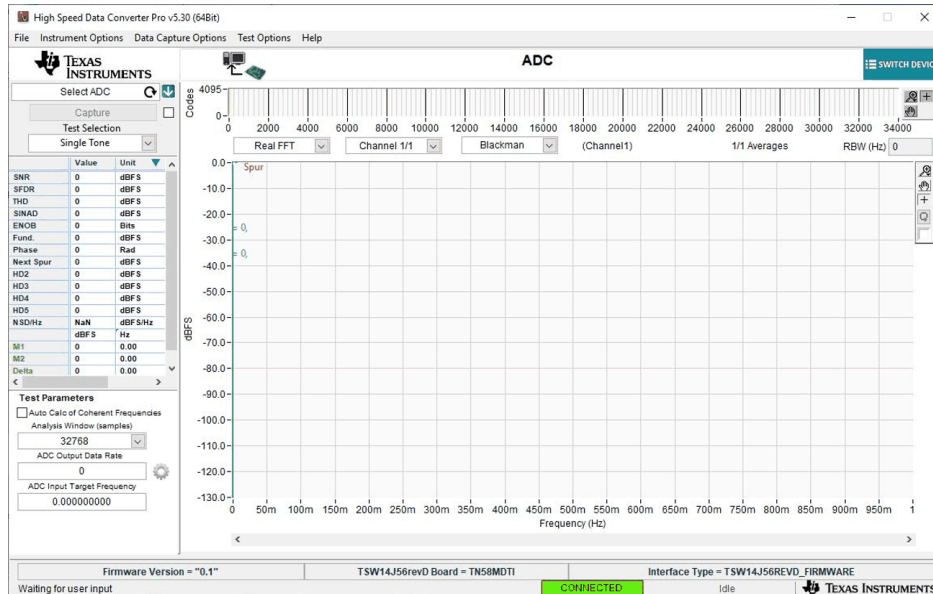 High Speed Data Converter Pro v5.30 (64Bit)
File Instrument Options Data Capture Options Test Options Help
TEXAS INSTRUMENTS
ADC
SWITCH DEVIC
Select ADC
Capture
Test Selection
Single Tone
Codes
4095
0
0 2000 4000 6000 8000 10000 12000 14000 16000 18000 20000 22000 24000 26000 28000 30000 32000 34000
Real FFT Channel 1/1 Blackman (Channel1) 1/1 Averages RBW (Hz) 0
Value Unit
SNR 0 dBFS
SFDR 0 dBFS
THD 0 dBFS
SINAD 0 dBFS
ENOB 0 Bits
Fund. 0 dBFS
Phase 0 Rad
Next Spur 0 dBFS
HD2 0 dBFS
HD3 0 dBFS
HD4 0 dBFS
HD5 0 dBFS
NSD/Hz NaN dBFS/Hz
dBFS Hz
M1 0 0.00
M2 0 0.00
Delta 0 0.00
Test Parameters
Auto Calc of Coherent Frequencies
Analysis Window (samples)
32768
ADC Output Data Rate
0
ADC Input Target Frequency
0.000000000
dBFS
0.0
-10.0
-20.0
-30.0
-40.0
-50.0
-60.0
-70.0
-80.0
-90.0
-100.0
-110.0
-120.0
-130.0
Spur
= 0,
= 0,
0 50m 100m 150m 200m 250m 300m 350m 400m 450m 500m 550m 600m 650m 700m 750m 800m 850m 900m 950m 1
Frequency (Hz)
Firmware Version = "0.1" TSW14J56revD Board = TN58MDTI Interface Type = TSW14J56REVD_FIRMWARE
Waiting for user input CONNECTED Idle TEXAS INSTRUMENTS